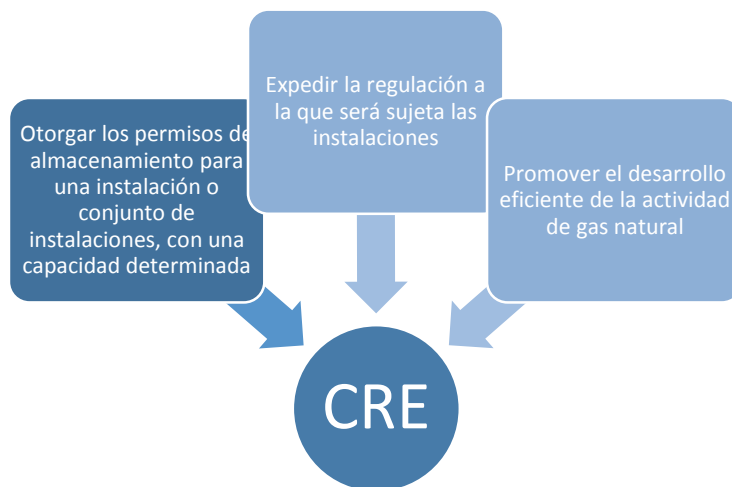 Otorgar los permisos de
almacenamiento para
una instalación o
conjunto de
instalaciones, con una
capacidad determinada
Expedir la regulación a
la que será sujeta las
instalaciones
Promover el desarrollo
eficiente de la actividad
de gas natural
CRE